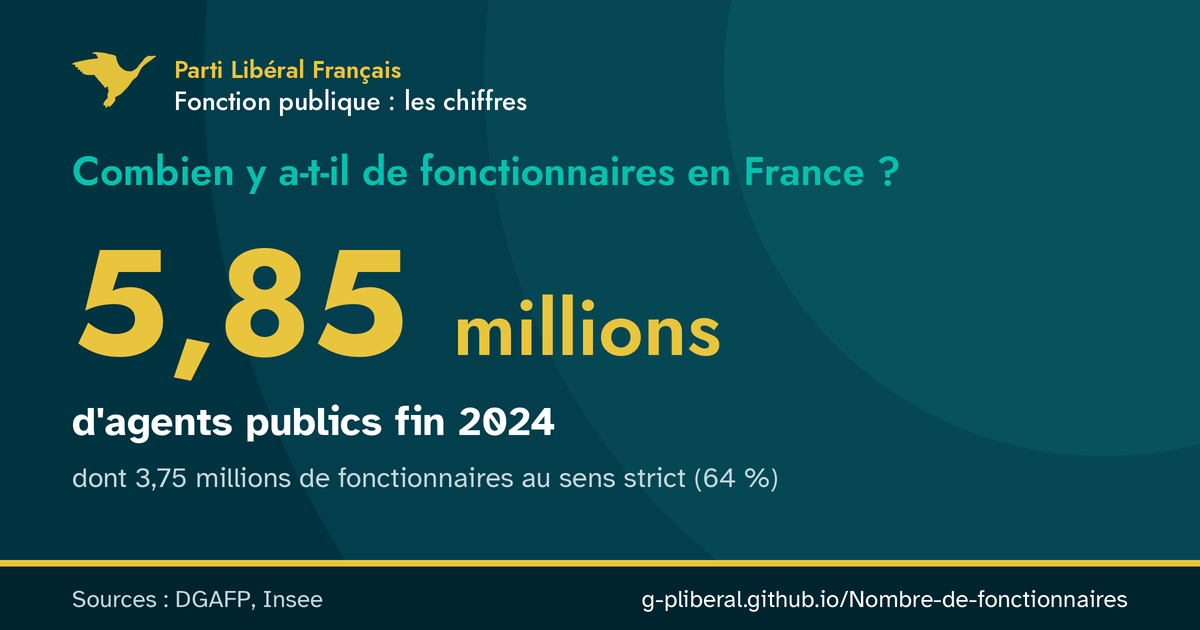 Parti Libéral Français
Fonction publique : les chiffres
Combien y a-t-il de fonctionnaires en France ?
5,85 millions
d'agents publics fin 2024
dont 3,75 millions de fonctionnaires au sens strict (64 %)
Sources : DGAFP, Insee
g-pliberal.github.io/Nombre-de-fonctionnaires